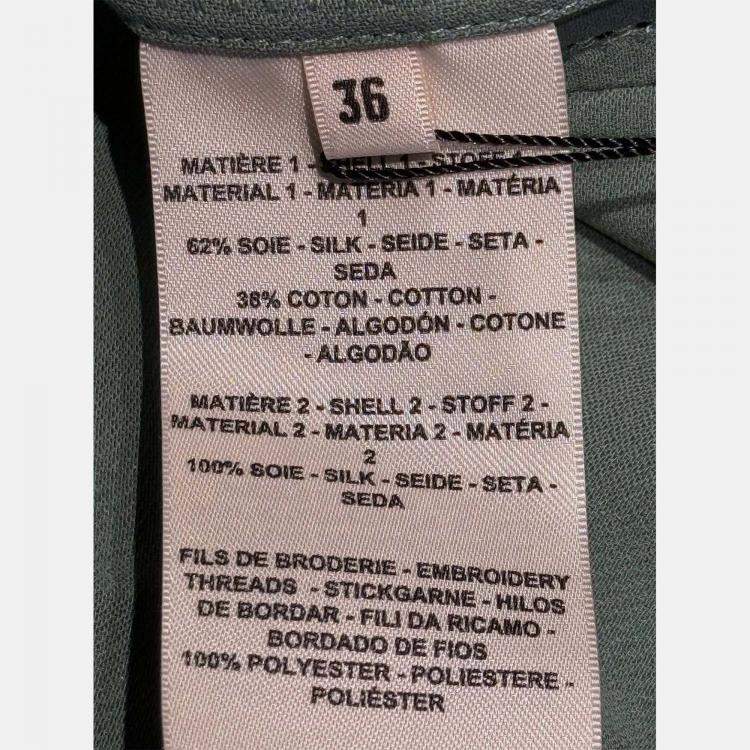 36
MATIÈRE 1 - SHELL 1 - STOFF 1 -
MATERIAL 1 - MATERIA 1 - MATÉRIA
1
62% SOIE - SILK - SEIDE - SETA -
SEDA
38% COTON - COTTON -
BAUMWOLLE - ALGODÓN - COTONE
- ALGODÃO
MATIÈRE 2 - SHELL 2 - STOFF 2 -
MATERIAL 2 - MATERIA 2 - MATÉRIA
2
100% SOIE - SILK - SEIDE - SETA -
SEDA
FILS DE BRODERIE - EMBROIDERY
THREADS - STICKGARNE - HILOS
DE BORDAR - FILI DA RICAMO -
BORDADO DE FIOS
100% POLYESTER - POLIESTERE -
POLIÉSTER